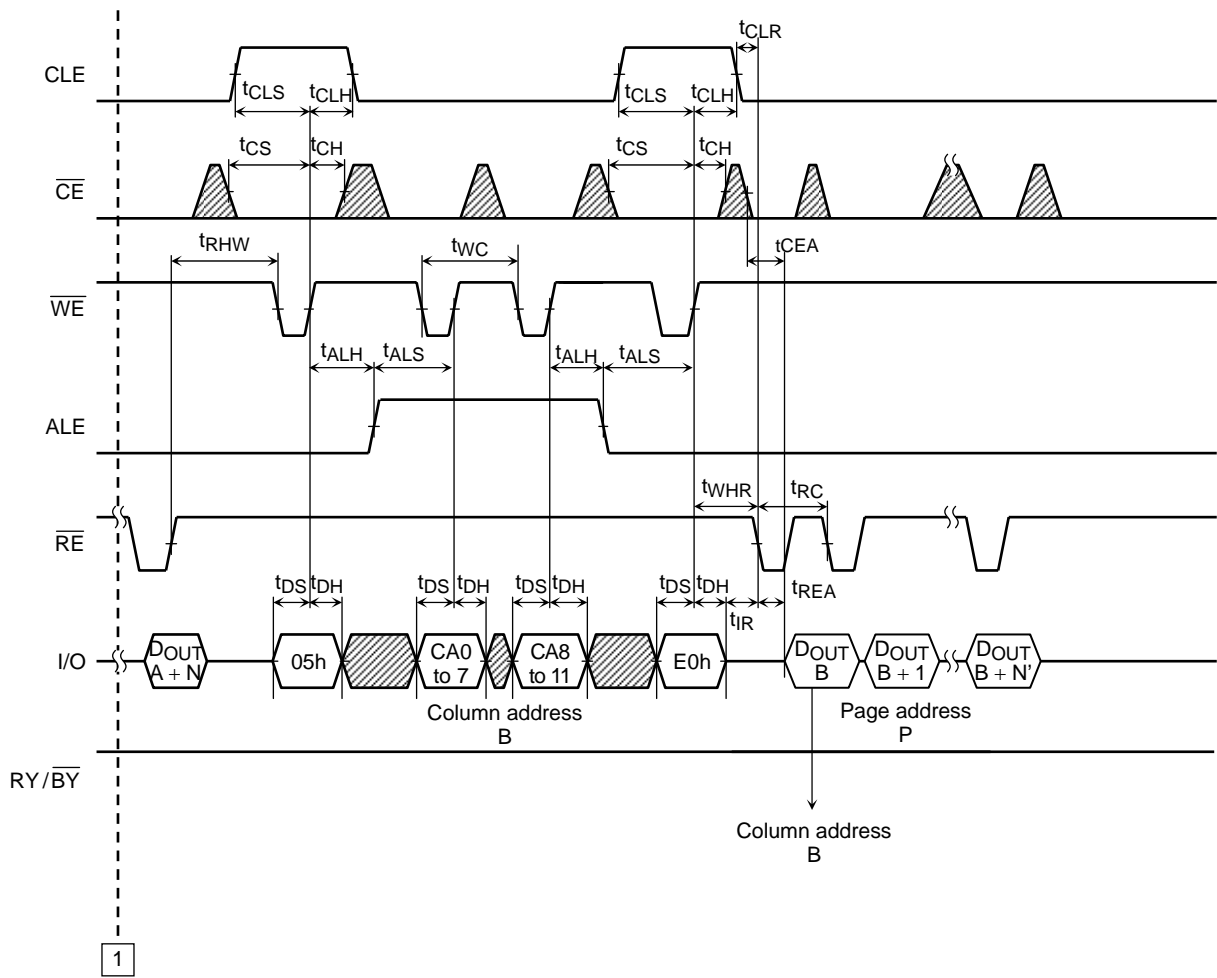 tCLR
CLE
tCLS tCLH tCLS tCLH
tCS tCH tCS tCH
CE
tRHW tWC tCEA
WE
tALH tALS tALH tALS
ALE
tWHR tRC
RE
tDS tDH tDS tDH tDS tDH tDS tDH tREA
tIR
I/O
DOUT
A + N
05h
CA0
to 7
CA8
to 11
E0h
DOUT
B
DOUT
B + 1
DOUT
B + N'
Column address
B
Page address
P
RY/BY
Column address
B
1